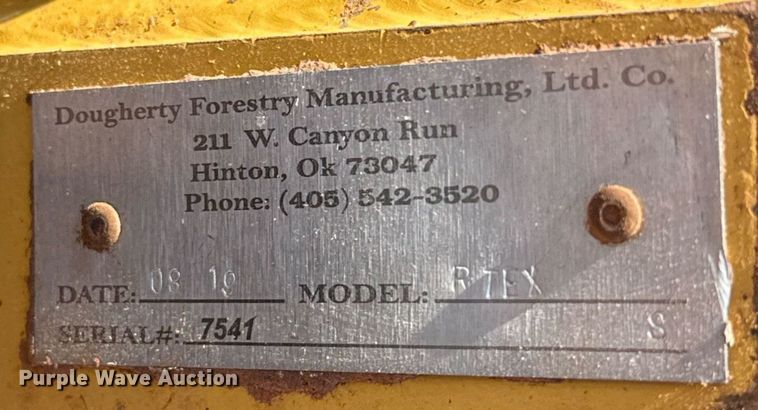 Dougherty Forestry Manufacturing, Ltd. Co.
211 W. Canyon Run
Hinton, Ok 73047
Phone: (405) 542-3520
DATE: 08 19 MODEL:
SERIAL#: 7541 S
Purple Wave Auction